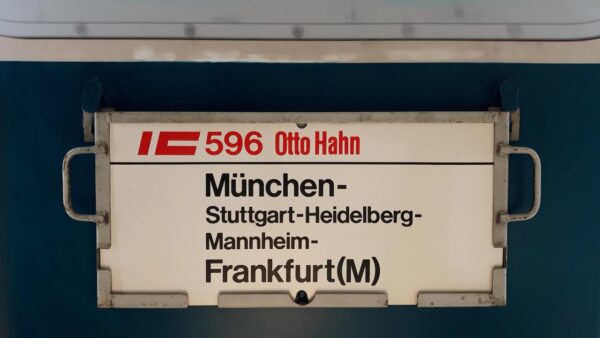 IC 596 Otto Hahn
München-
Stuttgart-Heidelberg-
Mannheim-
Frankfurt(M)